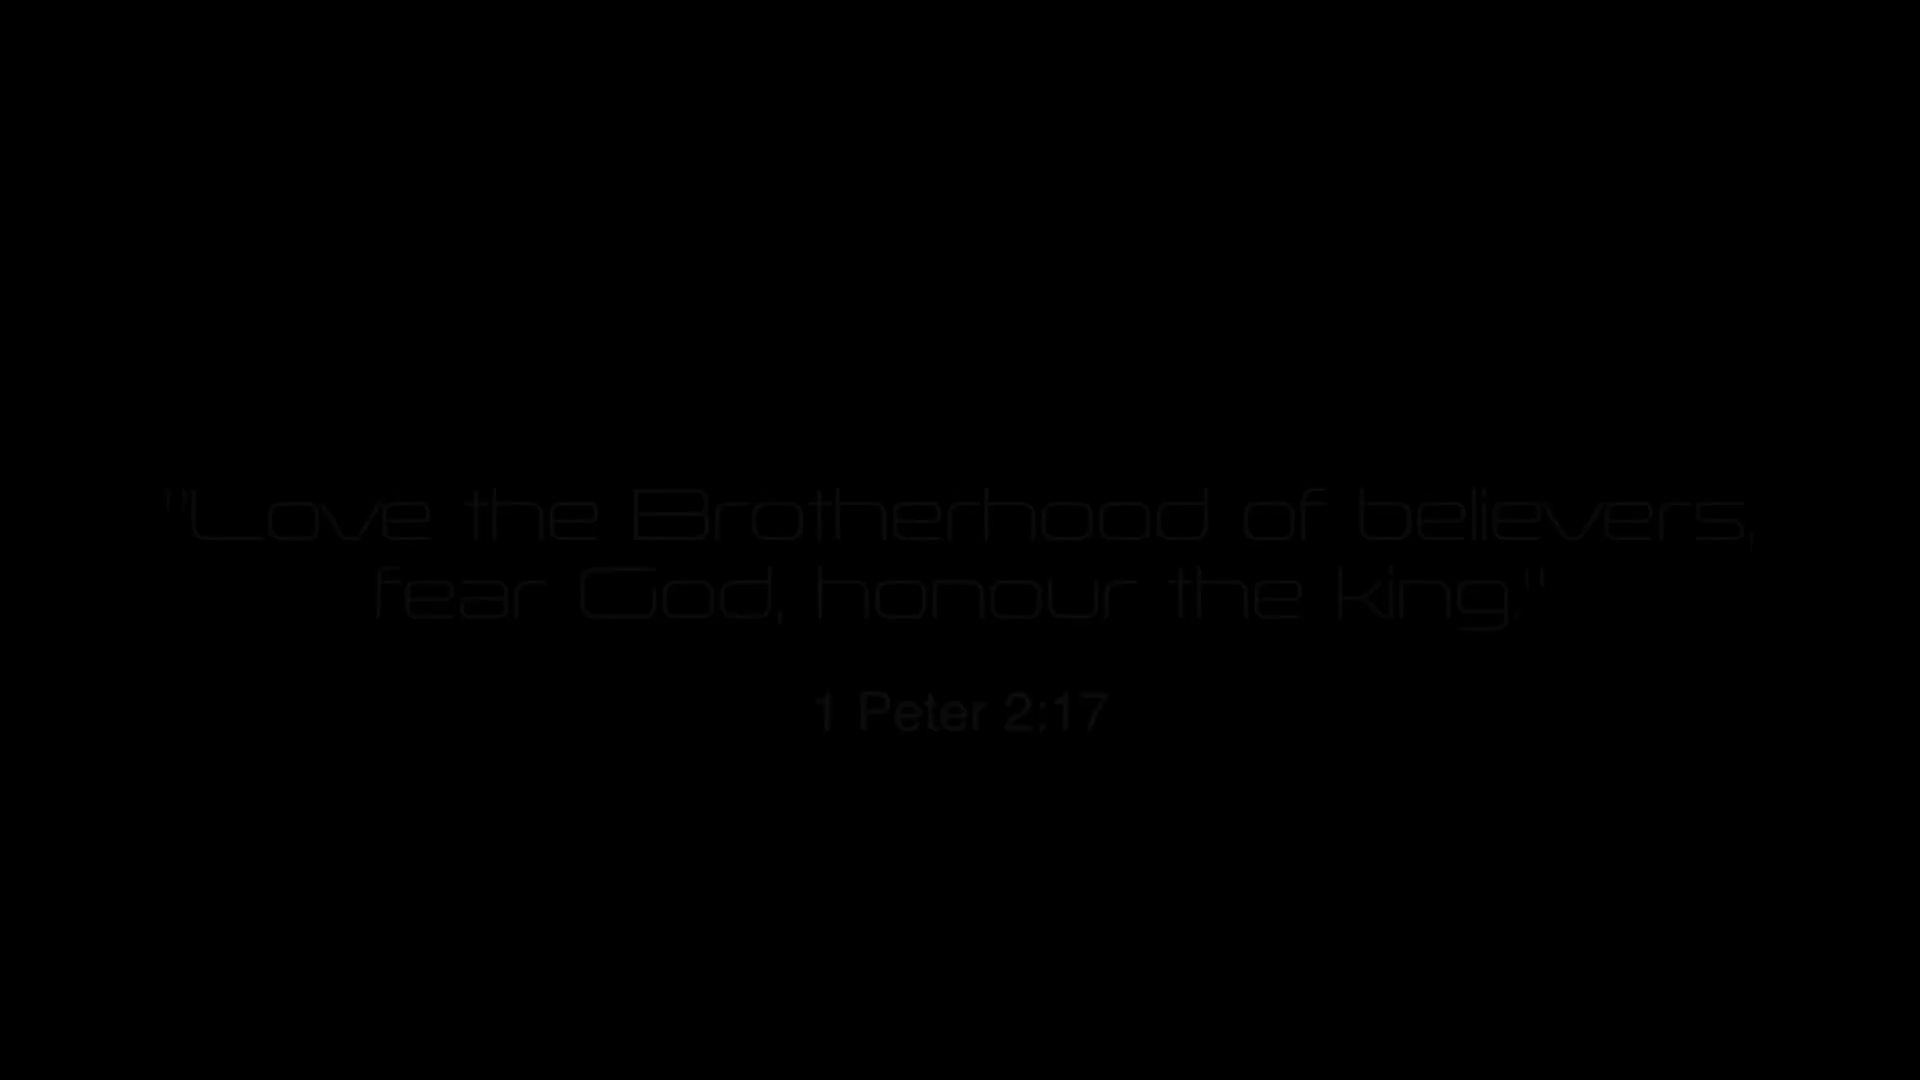 "Love the Brotherhood of believers,
fear God, honour the king."
1 Peter 2:17